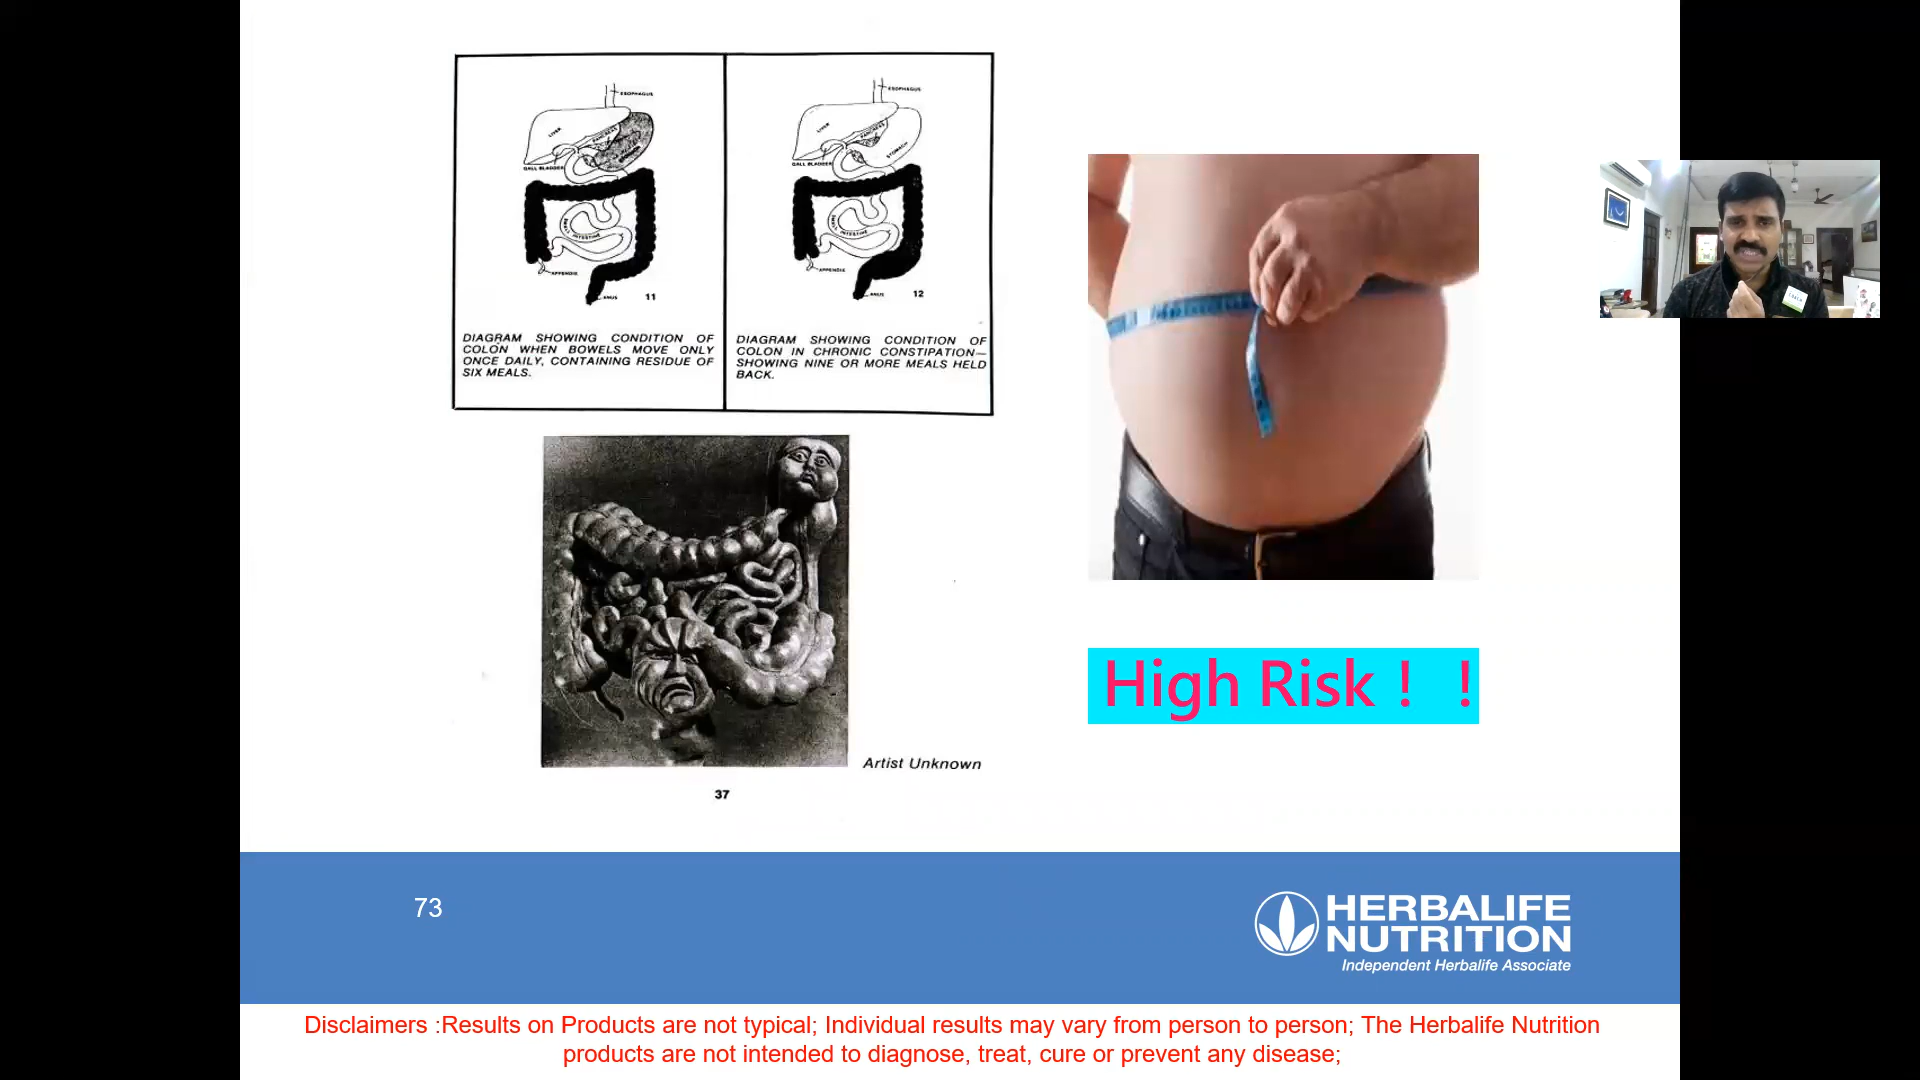 ESOPHAGUS
LIVER
PANCREAS
STOMACH
GALL BLADDER
SMALL INTESTINE
APPENDIX
ANUS
11
DIAGRAM SHOWING CONDITION OF
COLON WHEN BOWELS MOVE ONLY
ONCE DAILY, CONTAINING RESIDUE OF
SIX MEALS.
ESOPHAGUS
LIVER
PANCREAS
STOMACH
GALL BLADDER
SMALL INTESTINE
APPENDIX
ANUS
12
DIAGRAM SHOWING CONDITION OF
COLON IN CHRONIC CONSTIPATION—
SHOWING NINE OR MORE MEALS HELD
BACK.
Artist Unknown
37
High Risk！！
73
HERBALIFE
NUTRITION
Independent Herbalife Associate
Disclaimers :Results on Products are not typical; Individual results may vary from person to person; The Herbalife Nutrition
products are not intended to diagnose, treat, cure or prevent any disease;